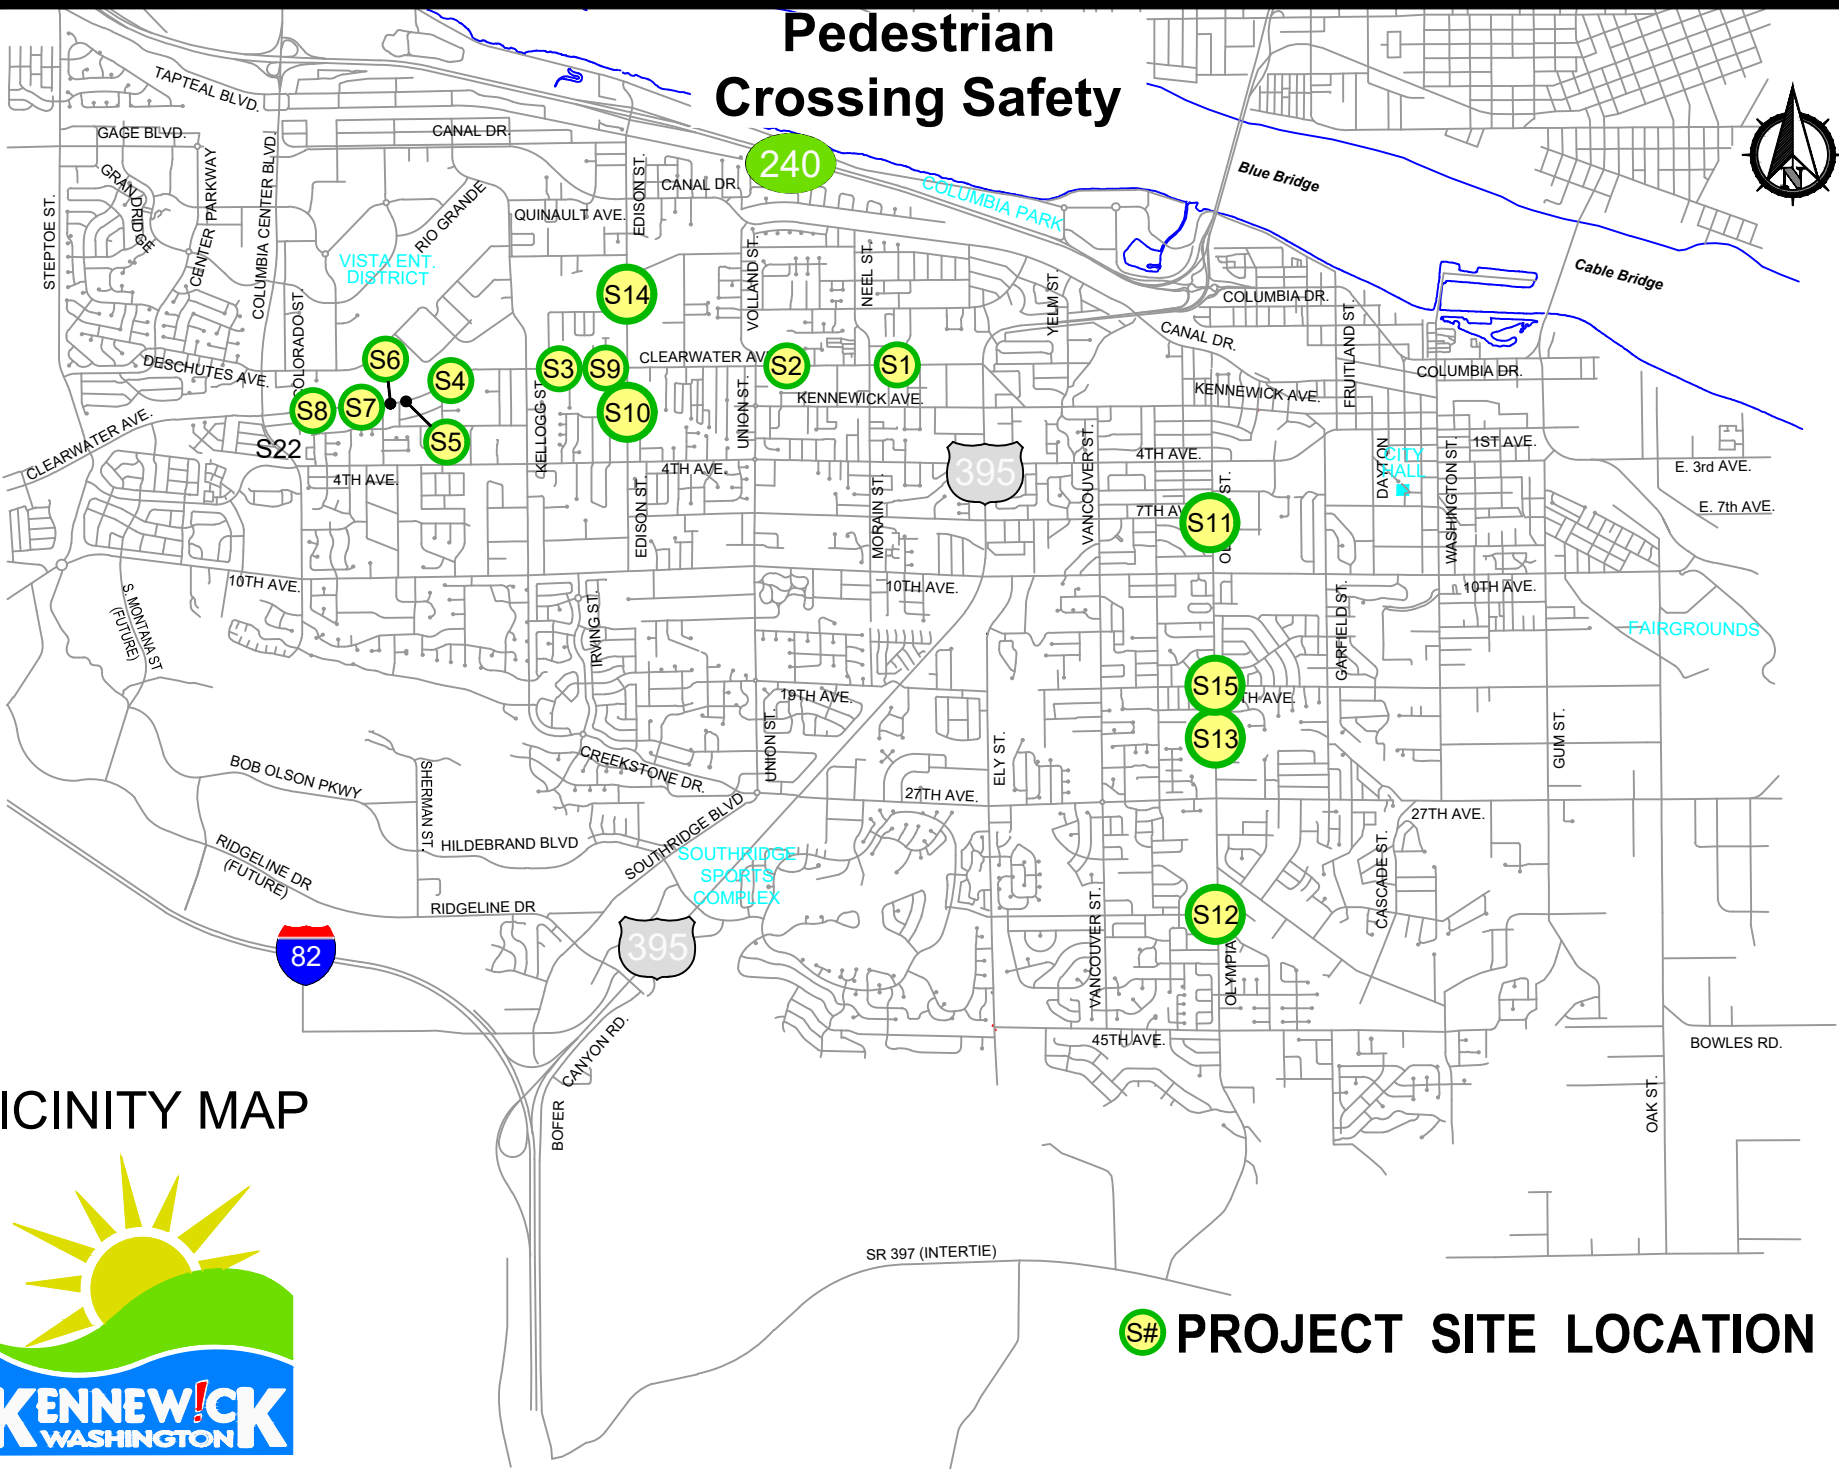 Pedestrian
Crossing Safety
TAPTEAL BLVD.
GAGE BLVD.
CANAL DR.
240
CANAL DR.
EDISON ST.
Blue Bridge
N
GRANDRIDGE
CENTER PARKWAY
COLUMBIA CENTER BLVD.
RIO GRANDE
QUINAULT AVE.
COLUMBIA PARK
STEPTOE ST.
VISTA ENT.
DISTRICT
VOLLAND ST.
NEEL ST.
YELM ST.
Cable Bridge
COLORADO ST.
S14
COLUMBIA DR.
FRUITLAND ST.
CANAL DR.
DESCHUTES AVE.
S6
S4
S3
S9
CLEARWATER AV
S2
S1
COLUMBIA DR.
KENNEWICK AVE.
KENNEWICK AVE.
S8
S7
S10
S5
S22
CLEARWATER AVE.
KELLOGG ST.
UNION ST.
4TH AVE.
4TH AVE.
395
VANCOUVER ST.
4TH AVE.
DAYTON
CITY
HALL
WASHINGTON ST.
1ST AVE.
E. 3rd AVE.
E. 7th AVE.
EDISON ST.
MORAIN ST.
7TH AV
S11
OL
ST.
10TH AVE.
10TH AVE.
10TH AVE.
S. MONTANA ST
(FUTURE)
IRVING ST.
GARFIELD ST.
FAIRGROUNDS
S15
19TH AVE.
TH AVE.
S13
UNION ST.
ELY ST.
GUM ST.
BOB OLSON PKWY
SHERMAN ST.
CREEKSTONE DR.
27TH AVE.
27TH AVE.
HILDEBRAND BLVD
SOUTHRIDGE BLVD
SOUTHRIDGE
SPORTS
COMPLEX
CASCADE ST.
RIDGELINE DR
(FUTURE)
RIDGELINE DR
S12
VANCOUVER ST.
OLYMPIA
395
82
45TH AVE.
BOWLES RD.
CANYON RD.
BOFER
OAK ST.
ICINITY MAP
SR 397 (INTERTIE)
S# PROJECT SITE LOCATION
KENNEW!CK
WASHINGTON